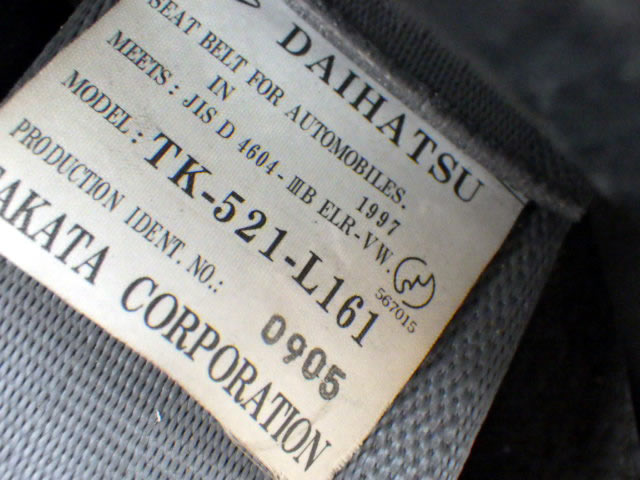 DAIHATSU
SEAT BELT FOR AUTOMOBILES.
IN 1997
MEETS : JIS D 4604-ⅢB ELR-VW.
567015
MODEL : TK-521-L161
PRODUCTION IDENT. NO.: 0905
TAKATA CORPORATION